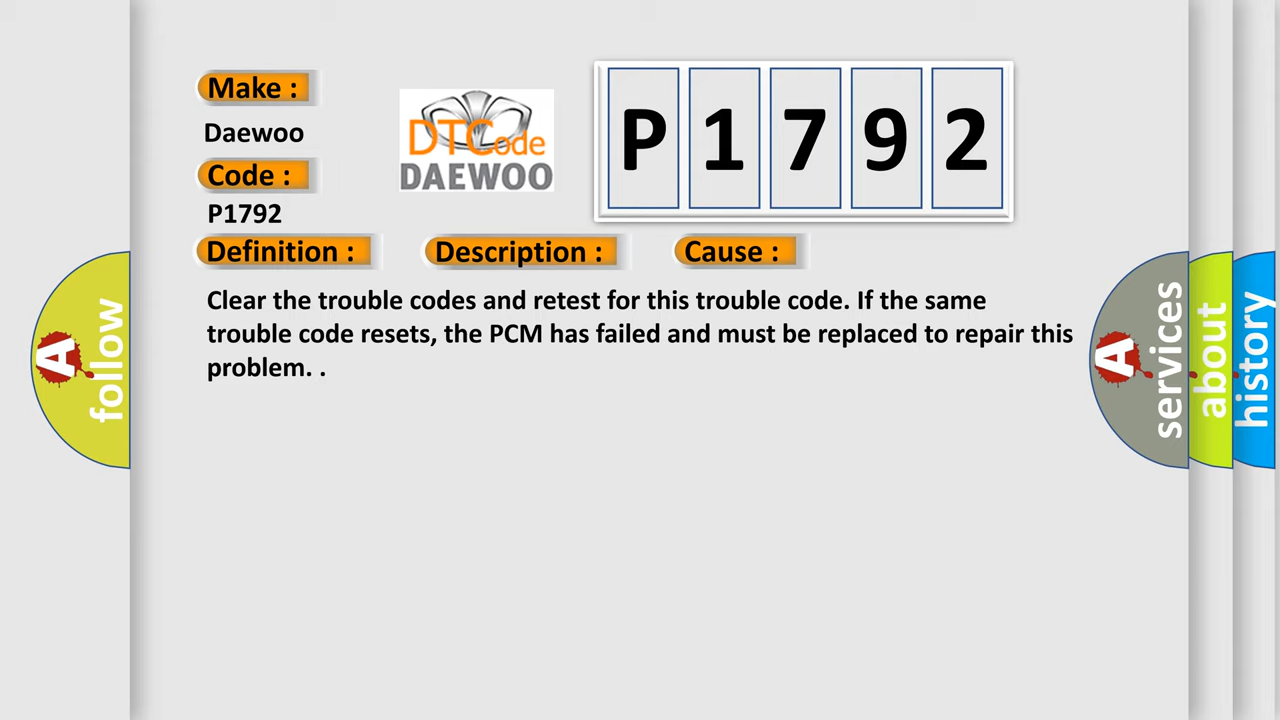 Make :
Daewoo
Code :
P1792
DTCode
DAEWOO
P 1 7 9 2
Definition :
Description :
Cause :
Clear the trouble codes and retest for this trouble code. If the same
trouble code resets, the PCM has failed and must be replaced to repair this
problem. .
A follow
A services
about
history